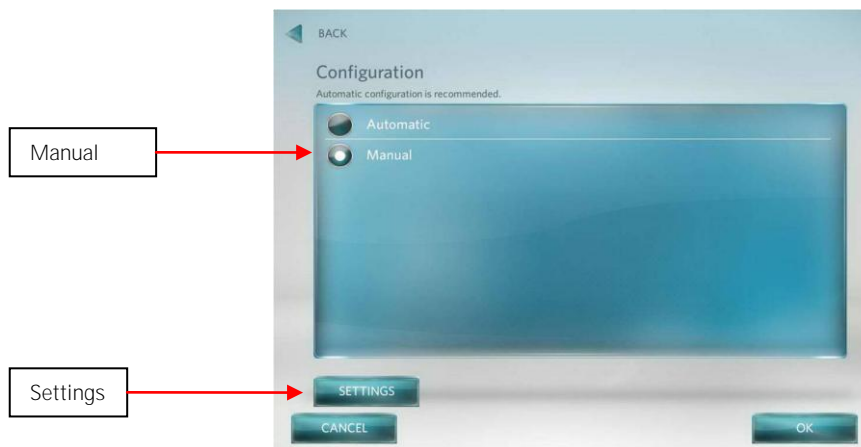 BACK
Configuration
Automatic configuration is recommended.
Automatic
Manual
Manual
Settings
SETTINGS
CANCEL
OK